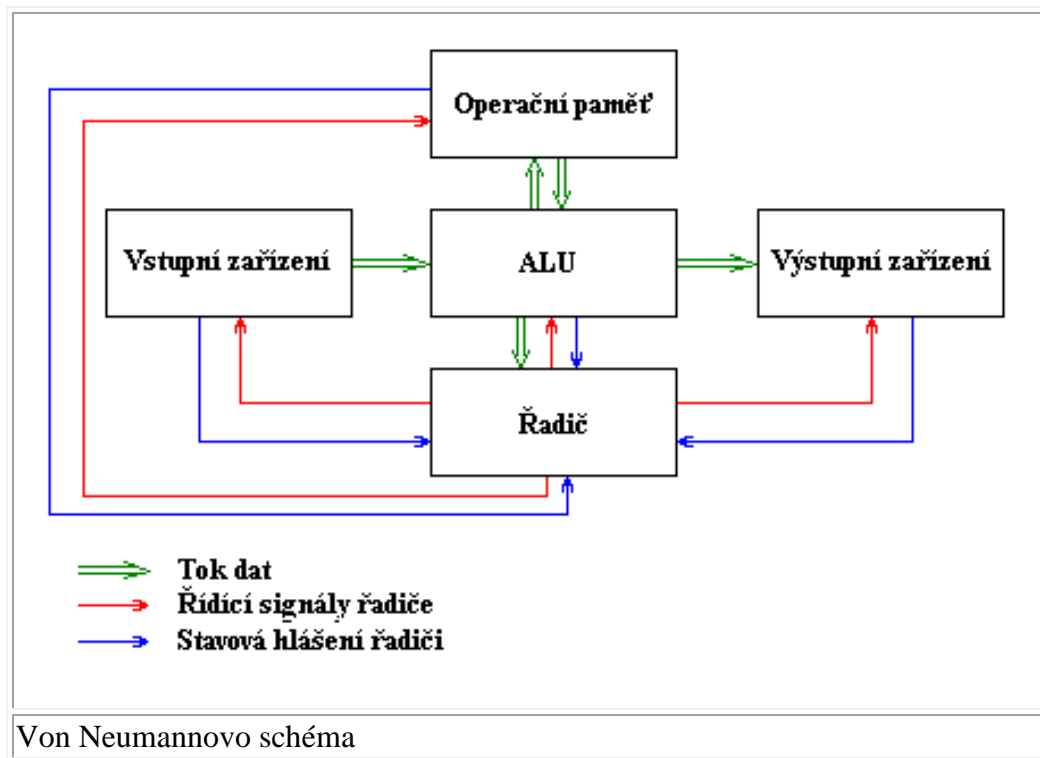 Operační paměť
Vstupní zařízení
ALU
Výstupní zařízení
Řadič
Tok dat
Řídící signály řadiče
Stavová hlášení řadiči
Von Neumannovo schéma